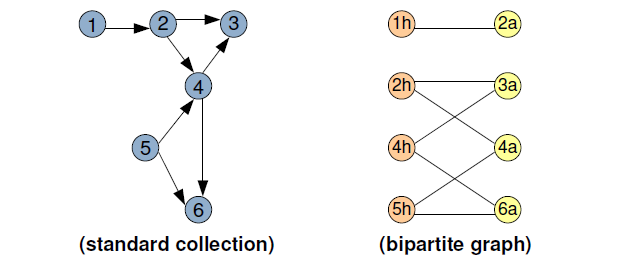 1 2 3 1h 2a
2h 3a
4
5 4h 4a
6 5h 6a
(standard collection) (bipartite graph)